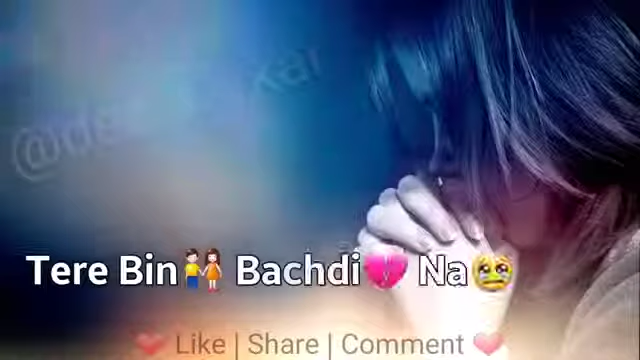 Tere Bin👫 Bachdi💔 Na😢
❤ Like | Share | Comment ❤